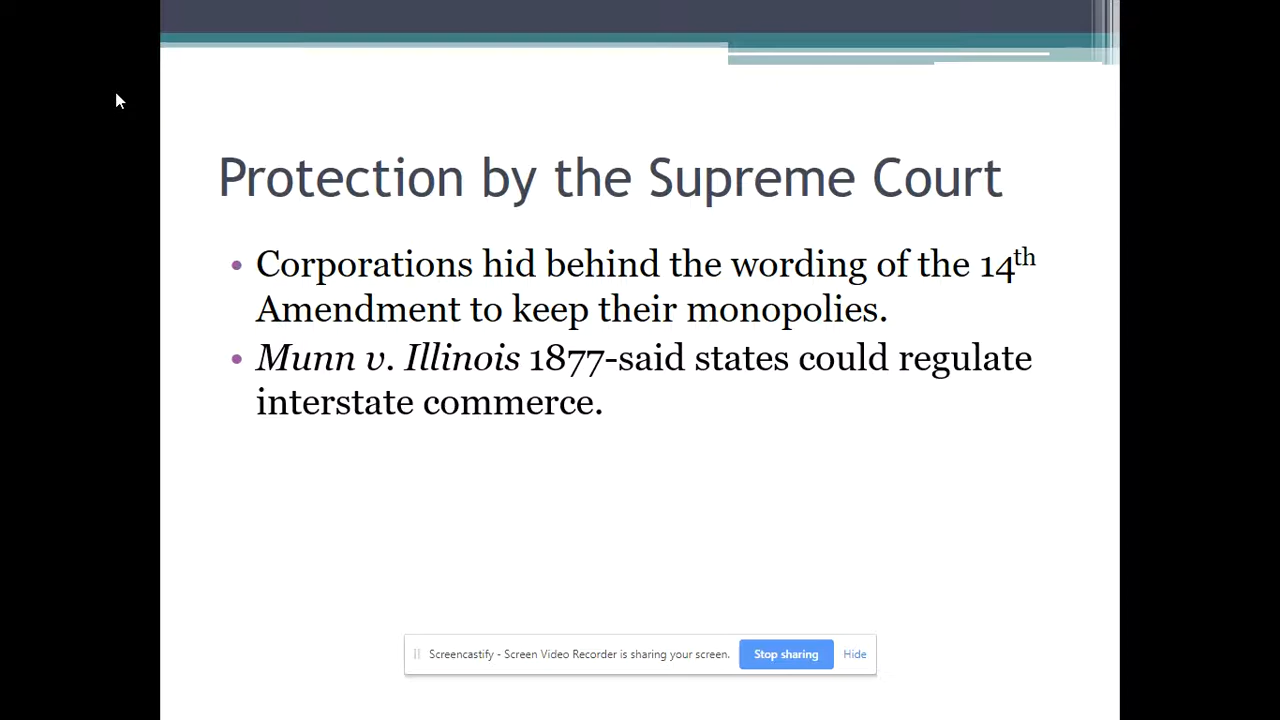 Protection by the Supreme Court
• Corporations hid behind the wording of the 14th
Amendment to keep their monopolies.
• Munn v. Illinois 1877-said states could regulate
interstate commerce.
Screencastify - Screen Video Recorder is sharing your screen. Stop sharing Hide